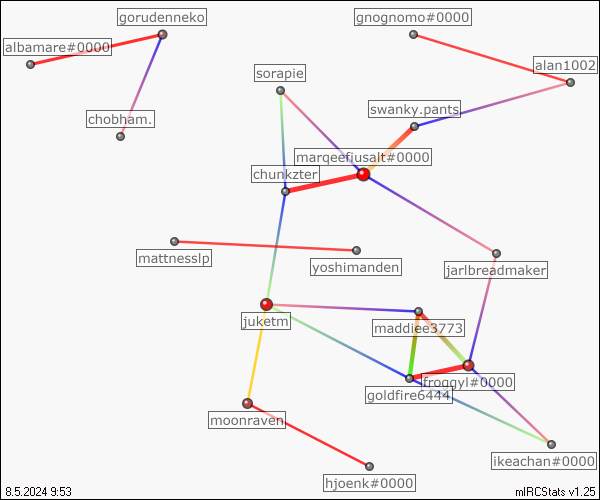 gorudenneko
gnognomo#0000
albamare#0000
alan1002
sorapie
swanky.pants
chobham.
marqeefiusalt#0000
chunkzter
mattnesslp
yoshimanden
jarlbreadmaker
juketm
maddiee3773
froggyl#0000
goldfire6444
moonraven
ikeachan#0000
hjoenk#0000
8.5.2024 9:53
mIRCStats v1.25